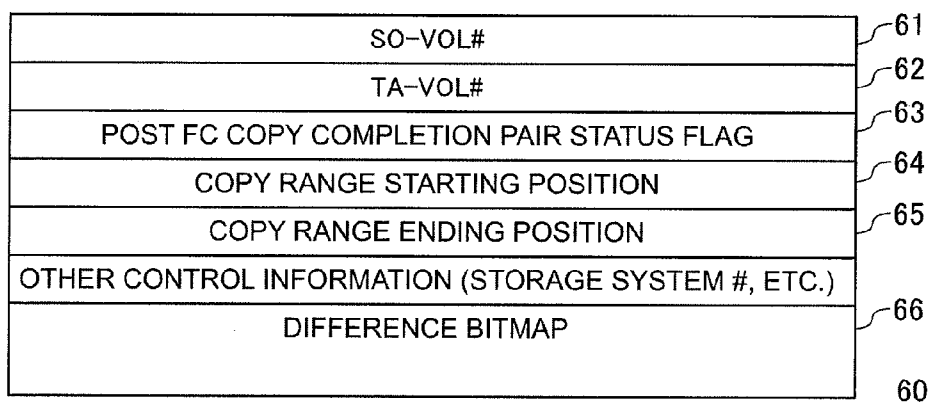 SO-VOL#
61
TA-VOL#
62
POST FC COPY COMPLETION PAIR STATUS FLAG
63
COPY RANGE STARTING POSITION
64
COPY RANGE ENDING POSITION
65
OTHER CONTROL INFORMATION (STORAGE SYSTEM #, ETC.)
DIFFERENCE BITMAP
66
60